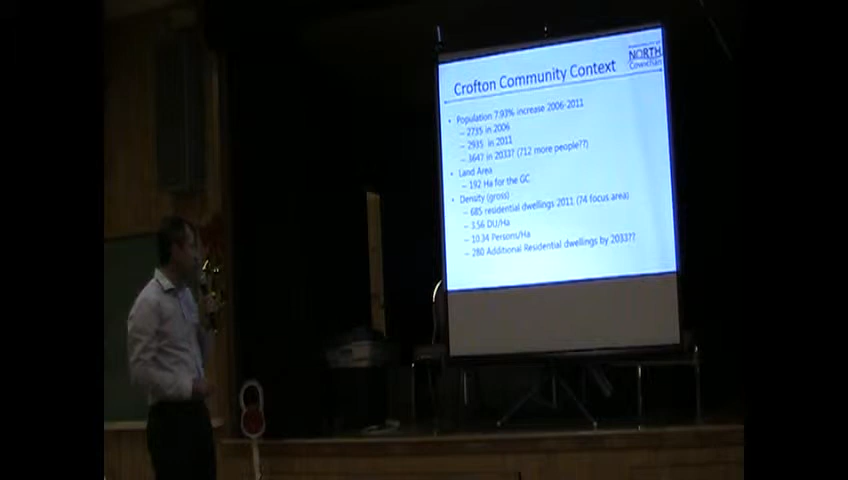 Crofton Community Context
NORTH
Cowichan
• Population 7.93% increase 2006-2011
– 2735 in 2006
– 2935 in 2011
– 3647 in 2033? (712 more people??)
• Land Area
– 192 Ha for the GC
• Density (gross)
– 685 residential dwellings 2011 (74 focus area)
– 3.56 DU/Ha
– 10.34 Persons/Ha
– 280 Additional Residential dwellings by 2033??